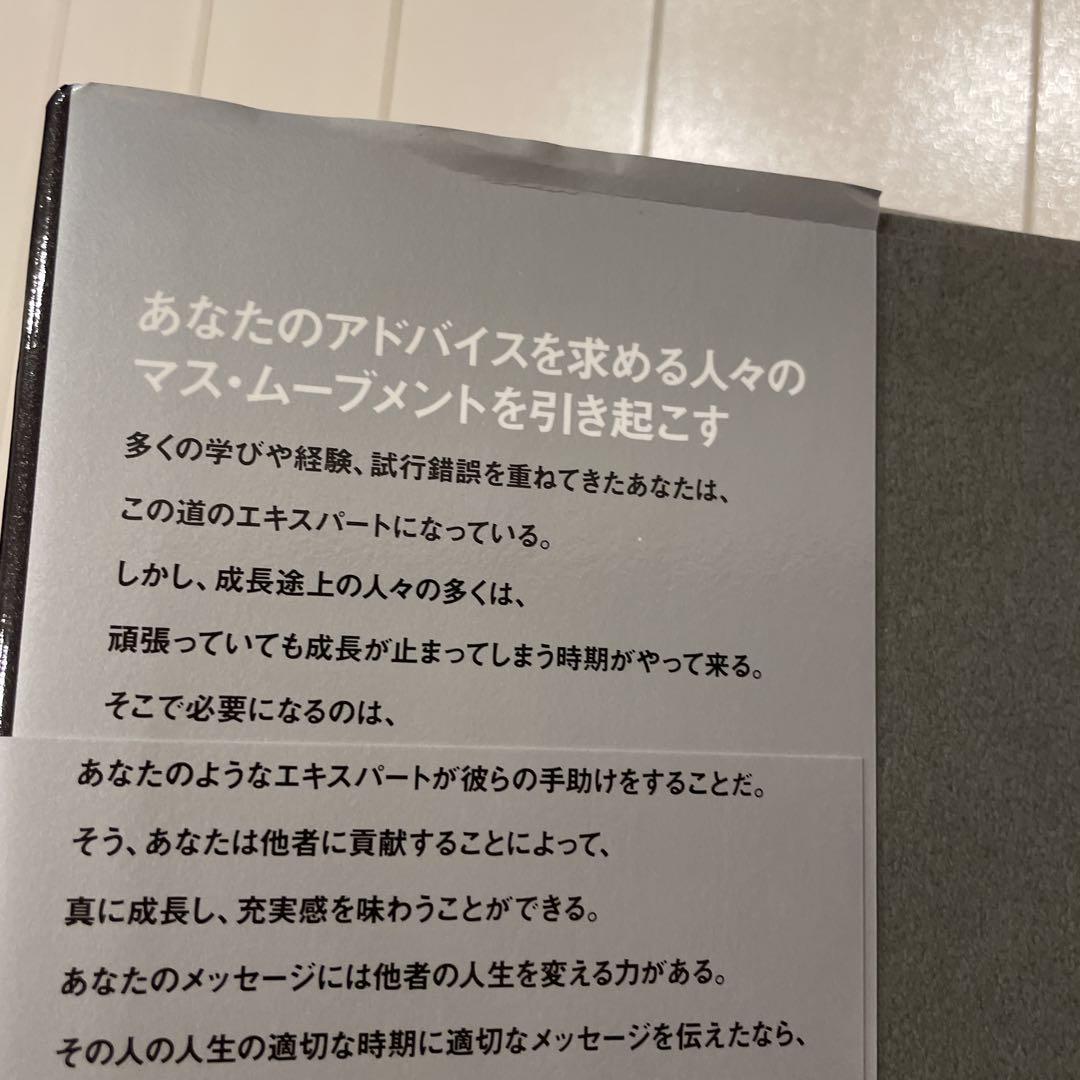 あなたのアドバイスを求める人々の
マス・ムーブメントを引き起こす
多くの学びや経験、試行錯誤を重ねてきたあなたは、
この道のエキスパートになっている。
しかし、成長途上の人々の多くは、
頑張っていても成長が止まってしまう時期がやって来る。
そこで必要になるのは、
あなたのようなエキスパートが彼らの手助けをすることだ。
そう、あなたは他者に貢献することによって、
真に成長し、充実感を味わうことができる。
あなたのメッセージには他者の人生を変える力がある。
その人の人生の適切な時期に適切なメッセージを伝えたなら、